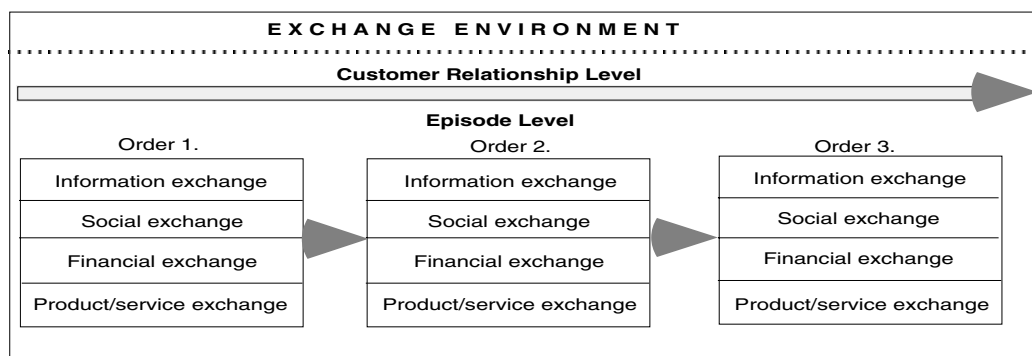 EXCHANGE ENVIRONMENT
Customer Relationship Level
Episode Level
Order 1.
Information exchange
Social exchange
Financial exchange
Product/service exchange
Order 2.
Information exchange
Social exchange
Financial exchange
Product/service exchange
Order 3.
Information exchange
Social exchange
Financial exchange
Product/service exchange